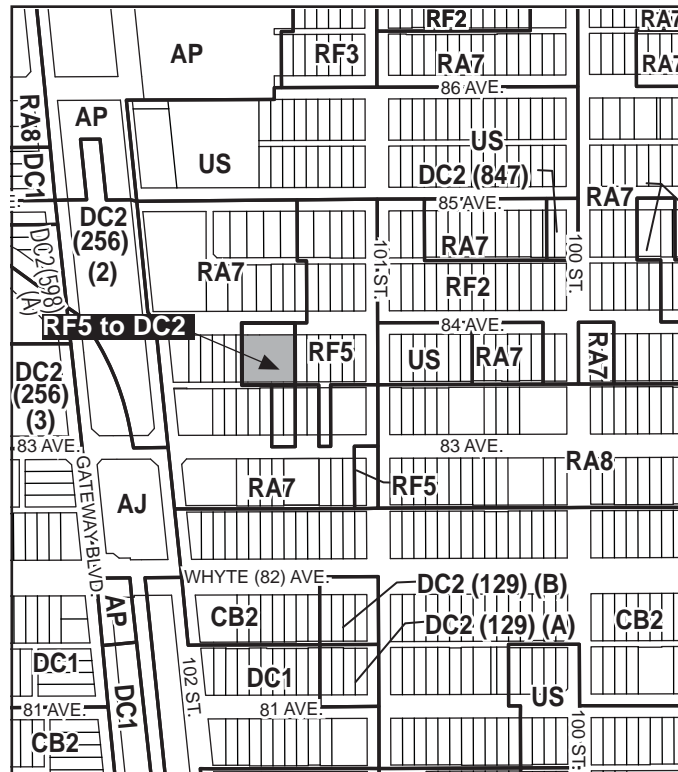 RF2
RA7
AP
RF3
RA7
RA7
86 AVE.
AP
RA8
DC1
US
US
DC2 (847)
E.
85 AVE.
RA7
DC2
(256)
(2)
RA7
RA7
101 ST.
100 ST.
RF2
DC2 (598)
(A)
RF5 to DC2
84 AVE.
RF5
US
RA7
RA7
DC2
(256)
(3)
83 AVE.
83 AVE.
RA8
RA7
RF5
AJ
GATEWAY BLVD.
WHYTE (82) AVE.
DC2 (129) (B)
AP
CB2
DC2 (129) (A)
CB2
DC1
DC1
DC1
102 ST.
US
81 AVE.
81 AVE.
100 ST.
CB2